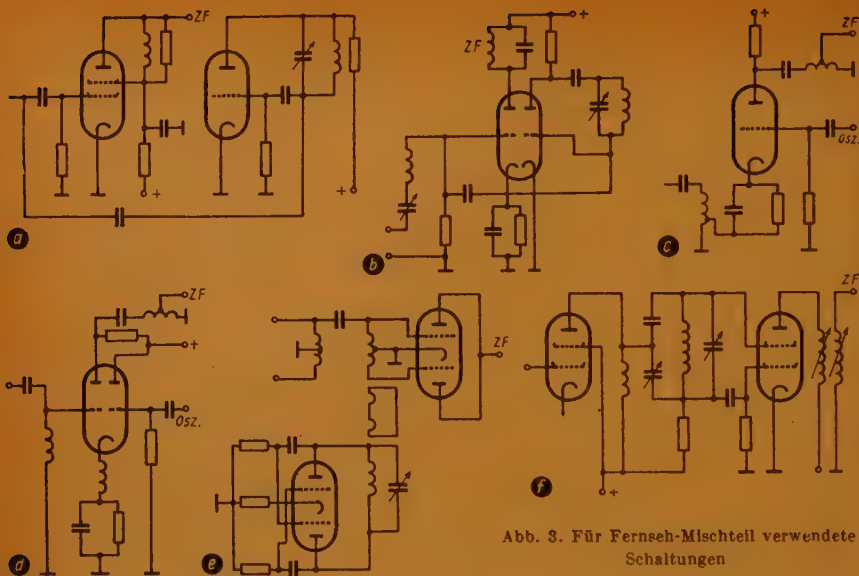 ZF
+
a
ZF
+
b
+
ZF
Osz.
c
ZF
+
Osz.
d
ZF
e
ZF
+
f
Abb. 3. Für Fernseh-Mischteil verwendete
Schaltungen